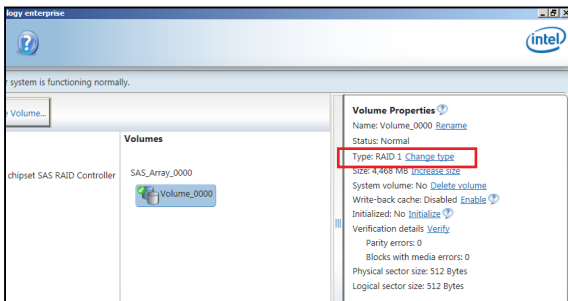 ology enterprise
?
intel
r system is functioning normally.
e Volume...
Volumes
chipset SAS RAID Controller
SAS_Array_0000
Volume_0000
Volume Properties ?
Name: Volume_0000 Rename
Status: Normal
Type: RAID 1 Change type
Size: 4,468 MB Increase size
System volume: No Delete volume
Write-back cache: Disabled Enable ?
Initialized: No Initialize ?
Verification details Verify
Parity errors: 0
Blocks with media errors: 0
Physical sector size: 512 Bytes
Logical sector size: 512 Bytes